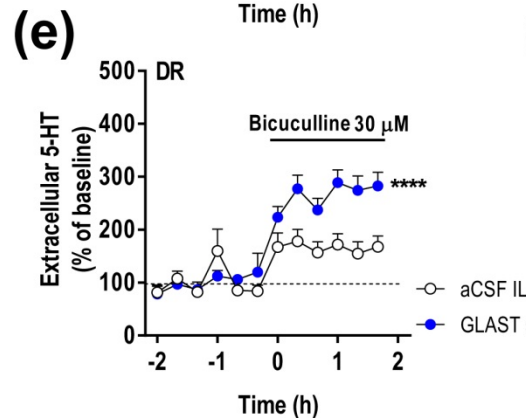 Time (h)
(e)
500
400
300
200
100
0
Extracellular 5-HT
(% of baseline)
DR
Bicuculline 30 μM
****
aCSF IL
GLAST
-2
-1
0
1
2
Time (h)